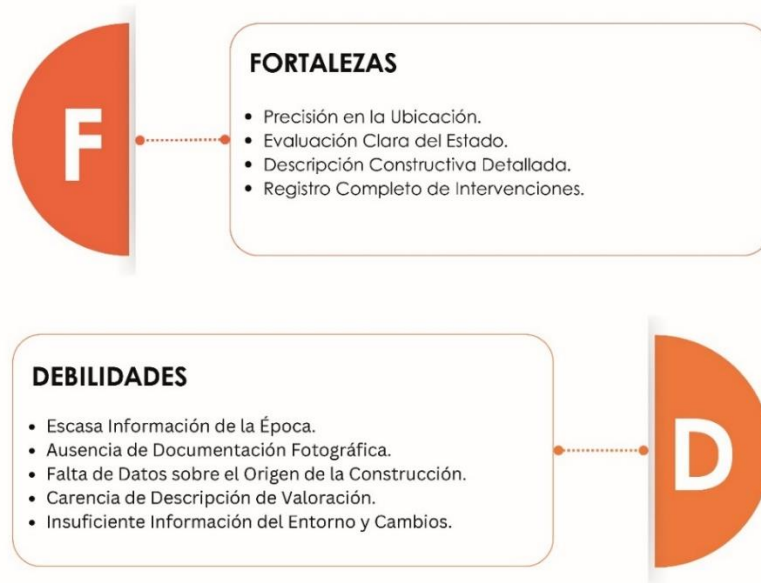 F
FORTALEZAS
• Precisión en la Ubicación.
• Evaluación Clara del Estado.
• Descripción Constructiva Detallada.
• Registro Completo de Intervenciones.
DEBILIDADES
• Escasa Información de la Época.
• Ausencia de Documentación Fotográfica.
• Falta de Datos sobre el Origen de la Construcción.
• Carencia de Descripción de Valoración.
• Insuficiente Información del Entorno y Cambios.
D